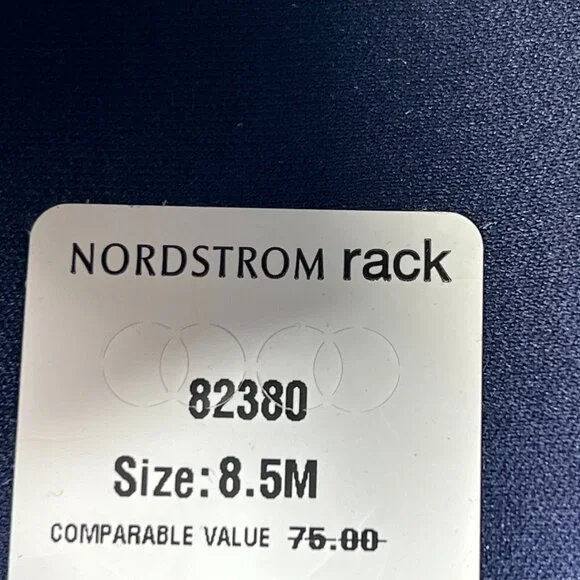 NORDSTROM rack
82380
Size:8.5M
COMPARABLE VALUE 75.00